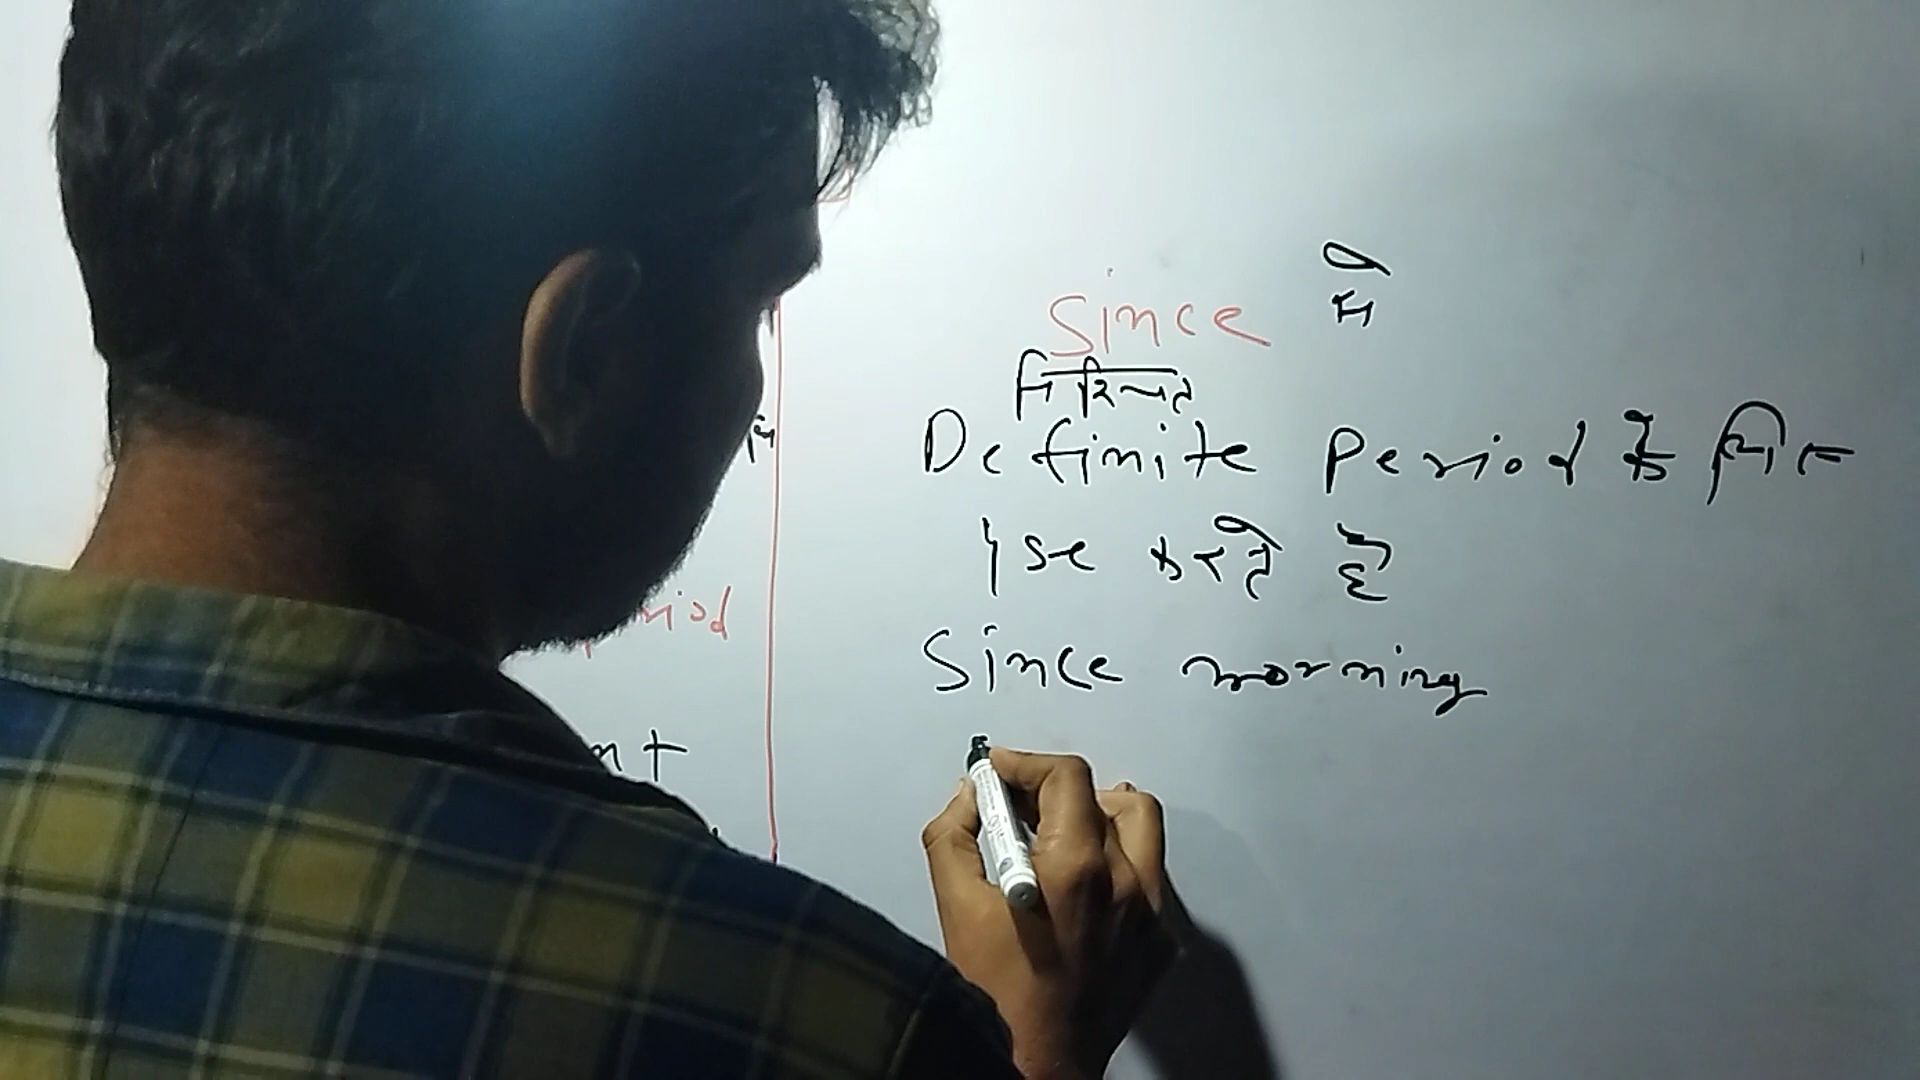 Since से
निश्चित
Definite Period के लिए
use करते है
Since morning